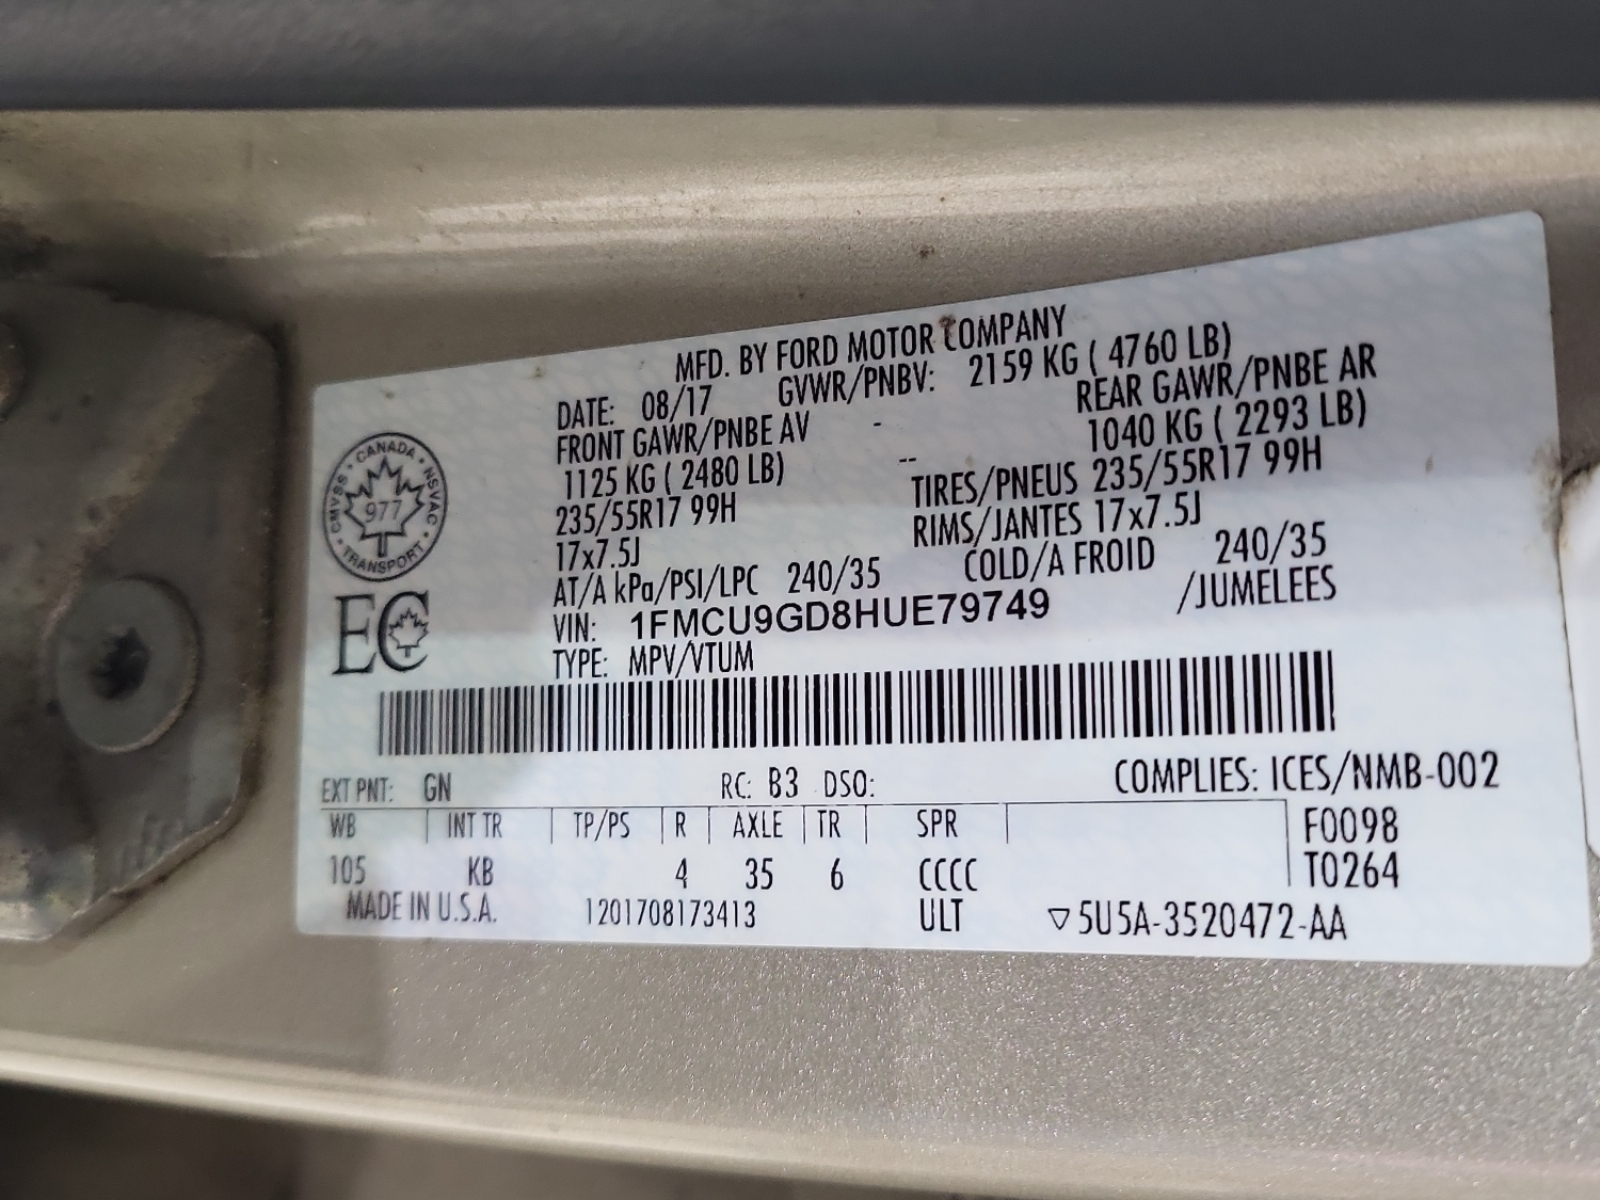 MFD. BY FORD MOTOR COMPANY
DATE: 08/17 GVWR/PNBV: 2159 KG ( 4760 LB)
FRONT GAWR/PNBE AV - REAR GAWR/PNBE AR
1125 KG ( 2480 LB) -- 1040 KG ( 2293 LB)
235/55R17 99H TIRES/PNEUS 235/55R17 99H
17x7.5J RIMS/JANTES 17x7.5J
AT/A kPa/PSI/LPC 240/35 COLD/A FROID 240/35
VIN: 1FMCU9GD8HUE79749 /JUMELEES
TYPE: MPV/VTUM
CANADA · NSVAC · TRANSPORT · CMVSS ·
977
EC
EXT PNT: GN RC: B3 DSO: COMPLIES: ICES/NMB-002
WB INT TR TP/PS R AXLE TR SPR F0098
105 KB 4 35 6 CCCC T0264
MADE IN U.S.A. 1201708173413 ULT ▽5U5A-3520472-AA